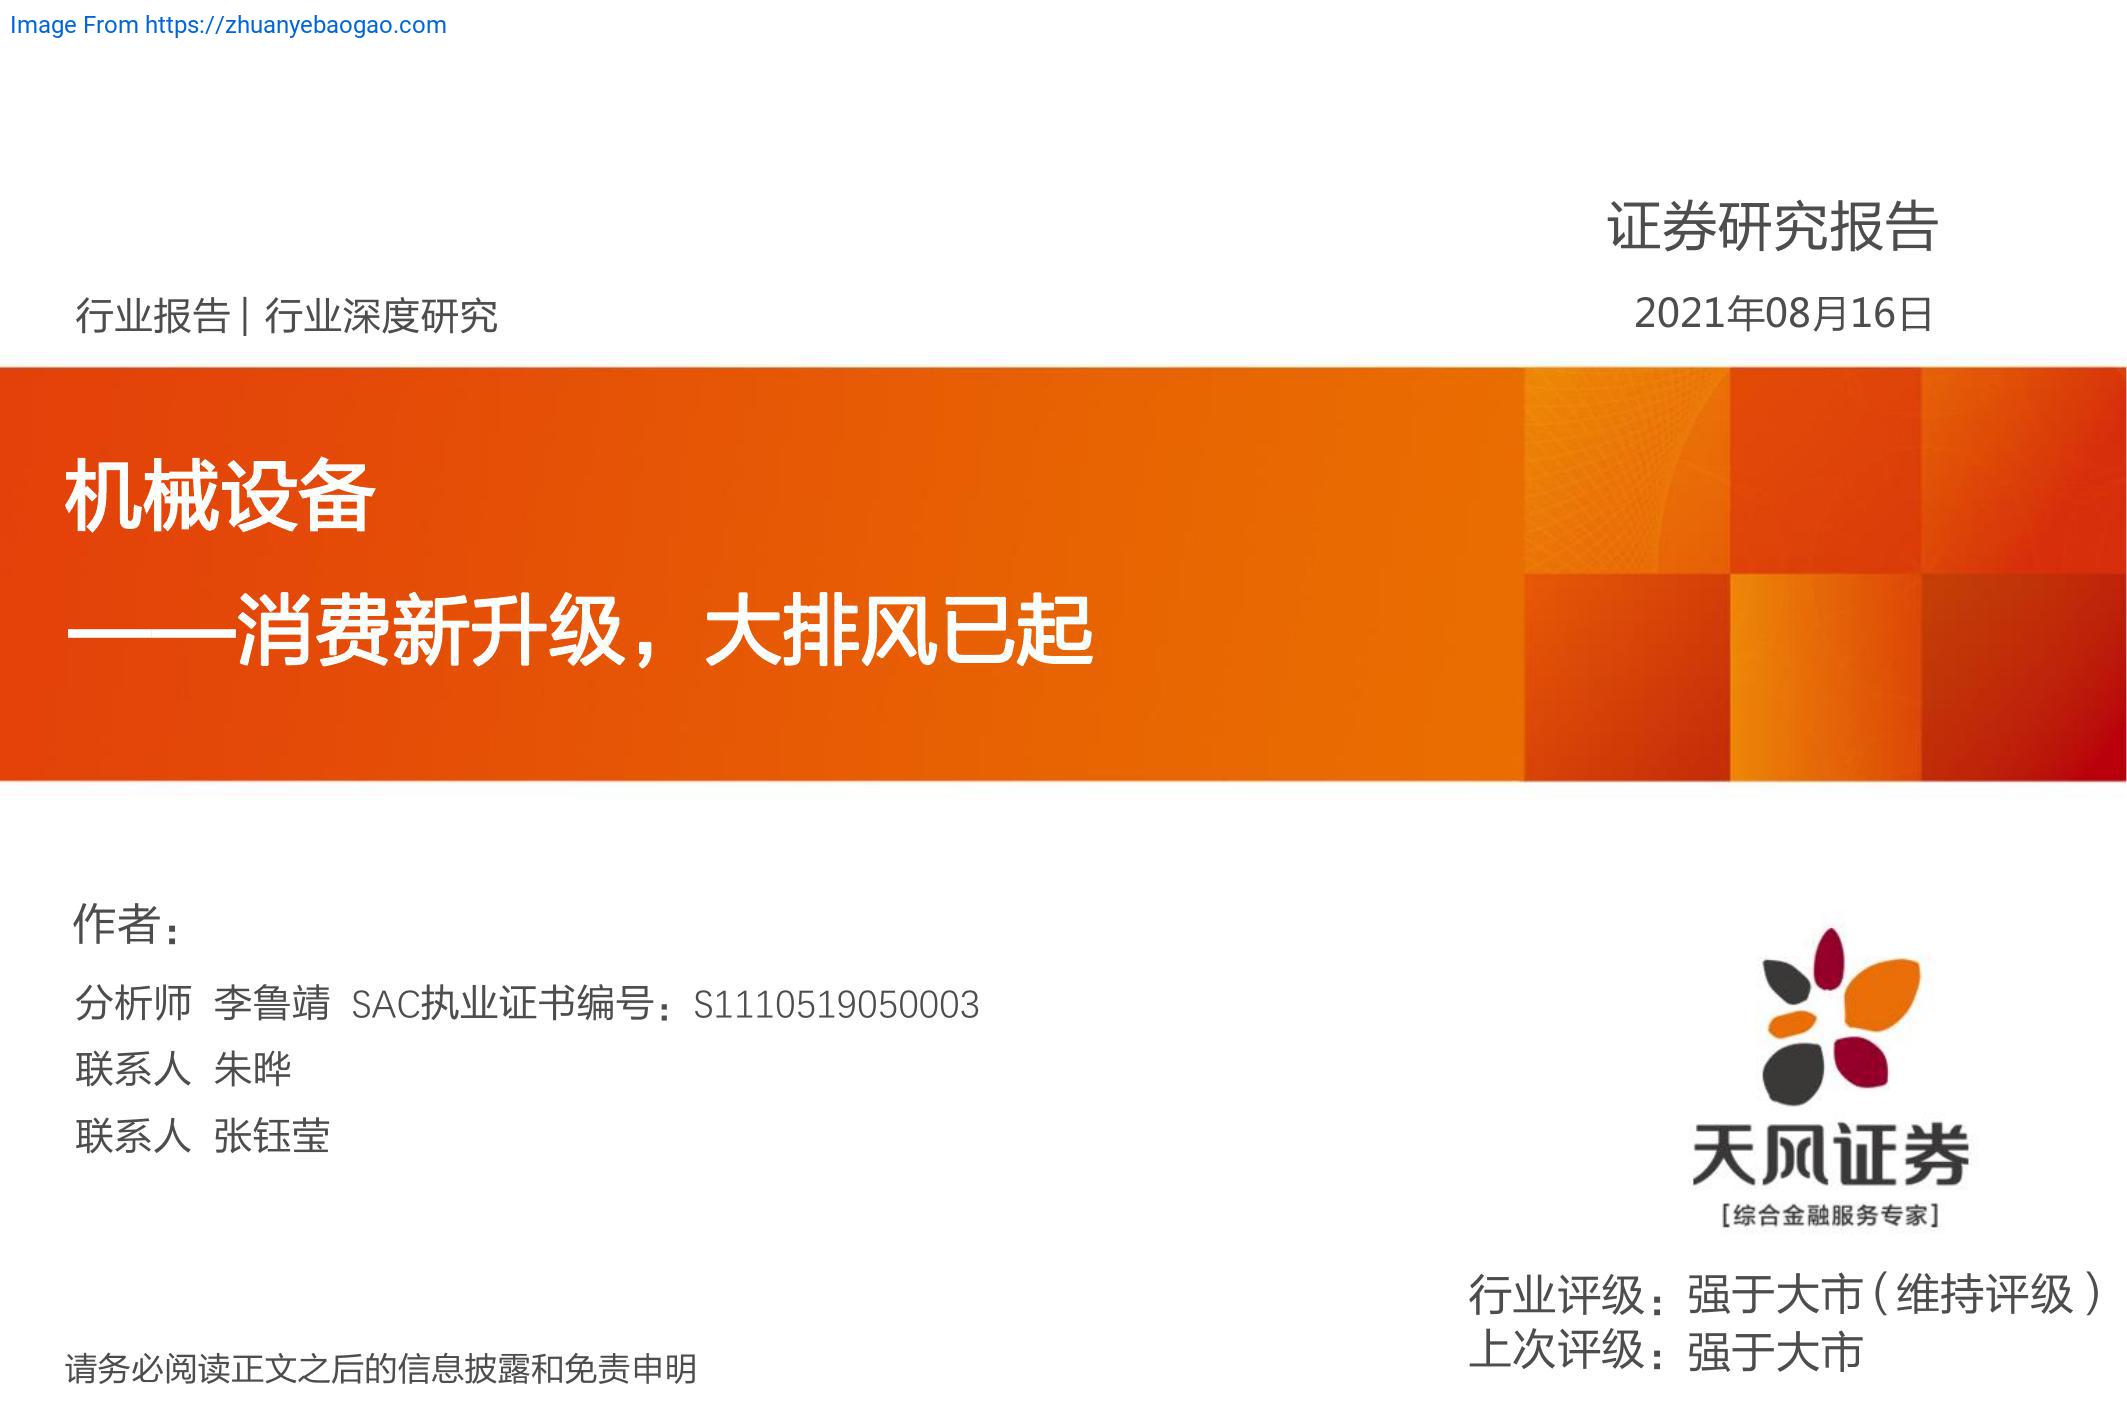 Image From https://zhuanyebaogao.com
证券研究报告
行业报告| 行业深度研究
2021年08月16日
机械设备
——消费新升级，大排风已起
作者：
分析师 李鲁靖 SAC执业证书编号：S1110519050003
联系人 朱晔
联系人 张钰莹
天风证券
[综合金融服务专家]
行业评级：强于大市（维持评级）
上次评级：强于大市
请务必阅读正文之后的信息披露和免责申明